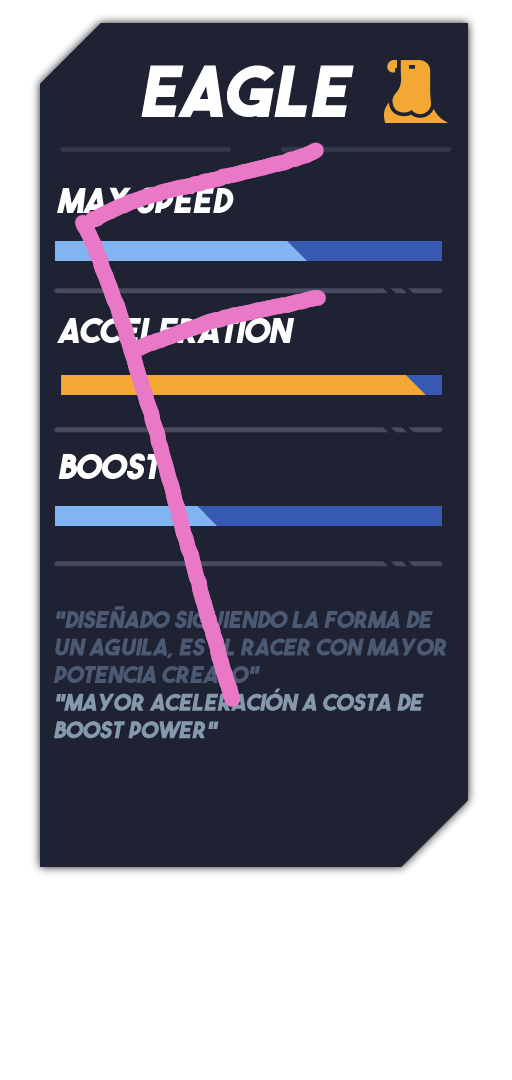 EAGLE
MAX SPEED
ACCELERATION
BOOST
"DISEÑADO SIGUIENDO LA FORMA DE
UN AGUILA, ES EL RACER CON MAYOR
POTENCIA CREADO"
"MAYOR ACELERACIÓN A COSTA DE
BOOST POWER"